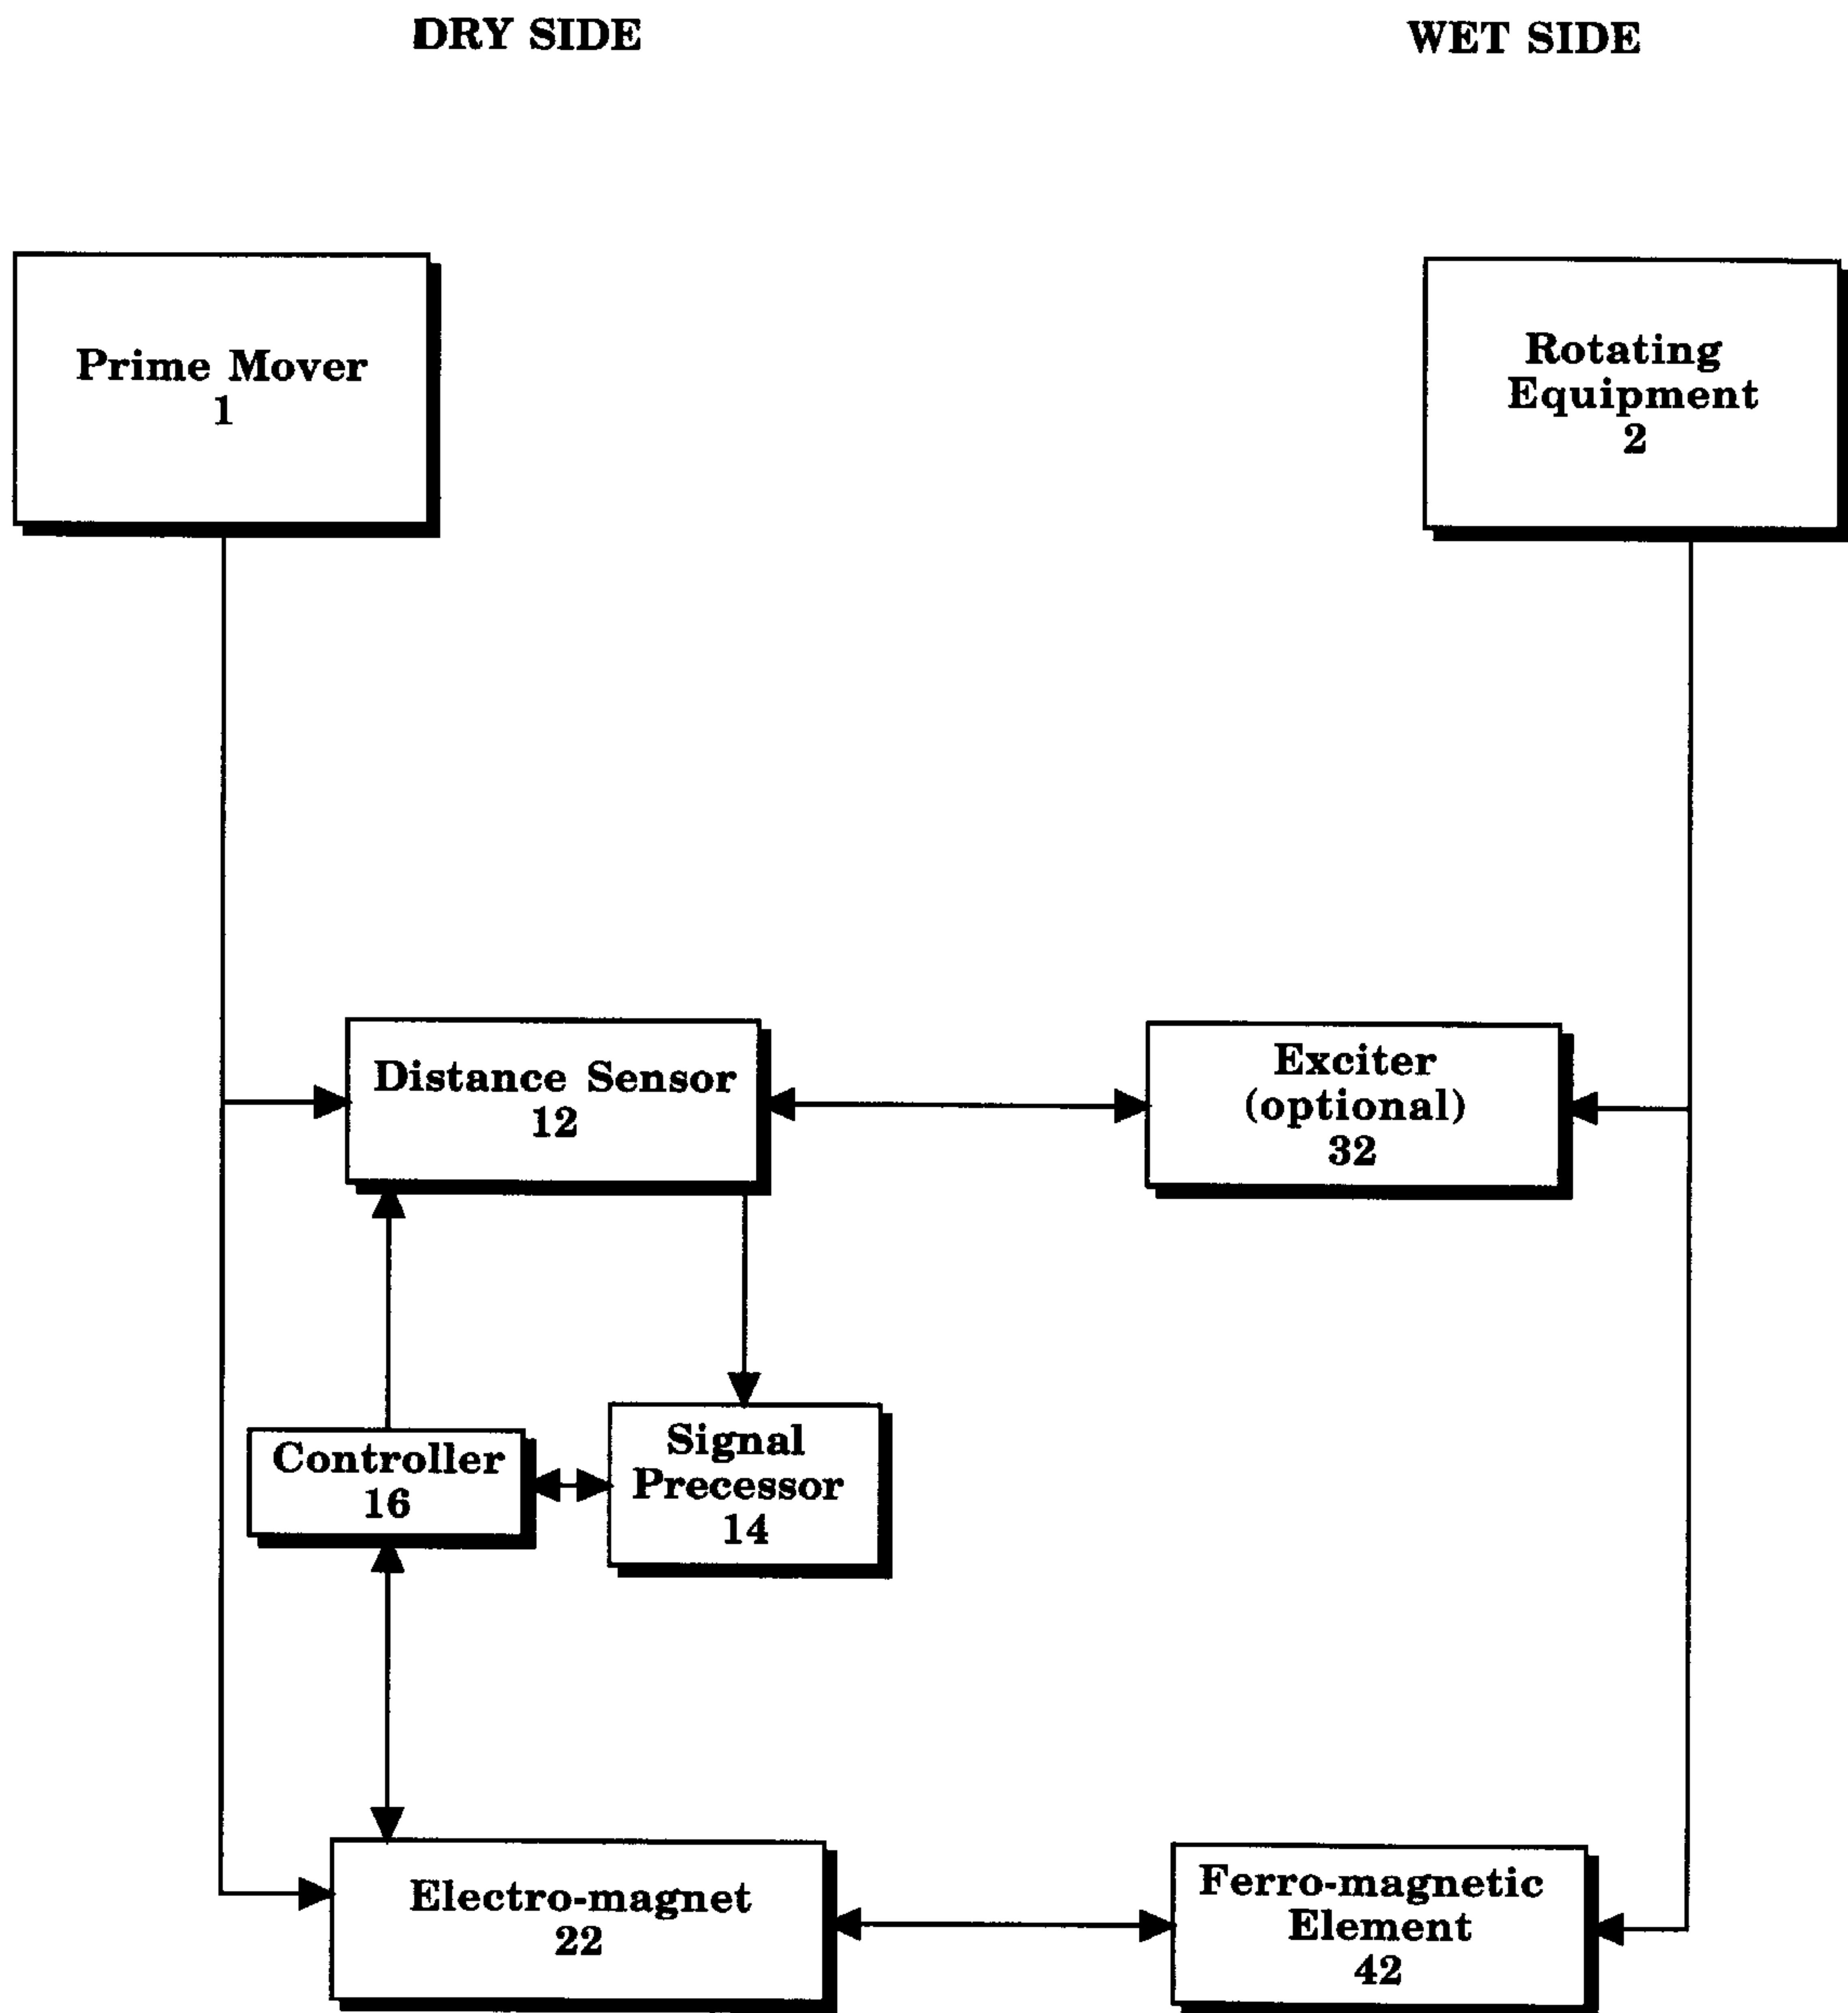 DRY SIDE
WET SIDE
Prime Mover
1
Rotating
Equipment
2
Distance Sensor
12
Exciter
(optional)
32
Controller
16
Signal
Precessor
14
Electro-magnet
22
Ferro-magnetic
Element
42